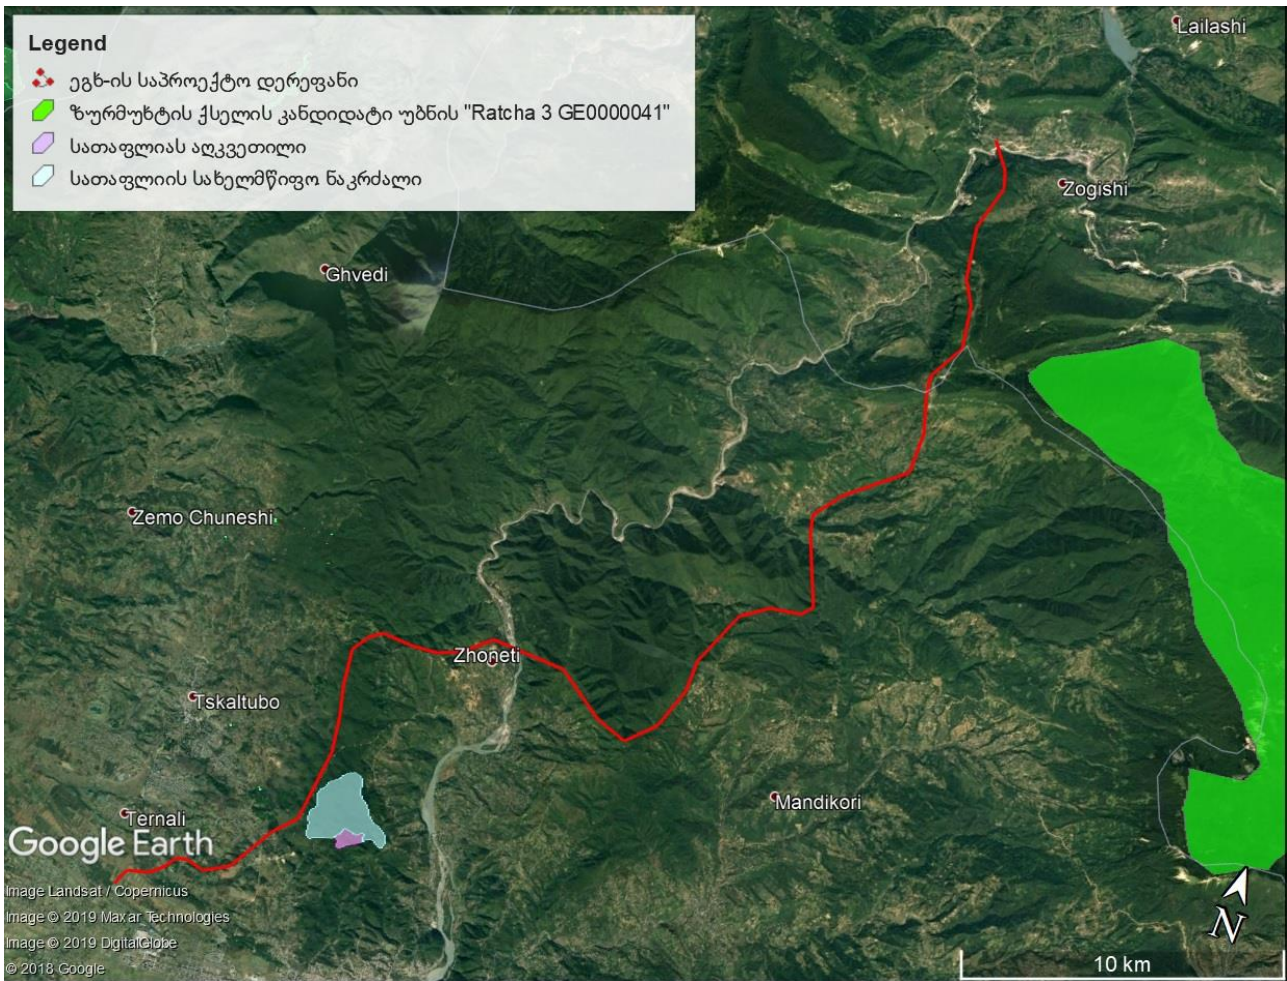 Legend
ეგხ-ის საპროექტო დერეფანი
ზურმუხტის ქსელის კანდიდატი უბნის "Ratcha 3 GE0000041"
სათაფლიას აღკვეთილი
სათაფლიის სახელმწიფო ნაკრძალი
Lailashi
Zogishi
Ghvedi
Zemo Chuneshi
Zhoneti
Tskaltubo
Mandikori
Ternali
Google Earth
Image Landsat / Copernicus
Image © 2019 Maxar Technologies
Image © 2019 DigitalGlobe
© 2018 Google
N
10 km